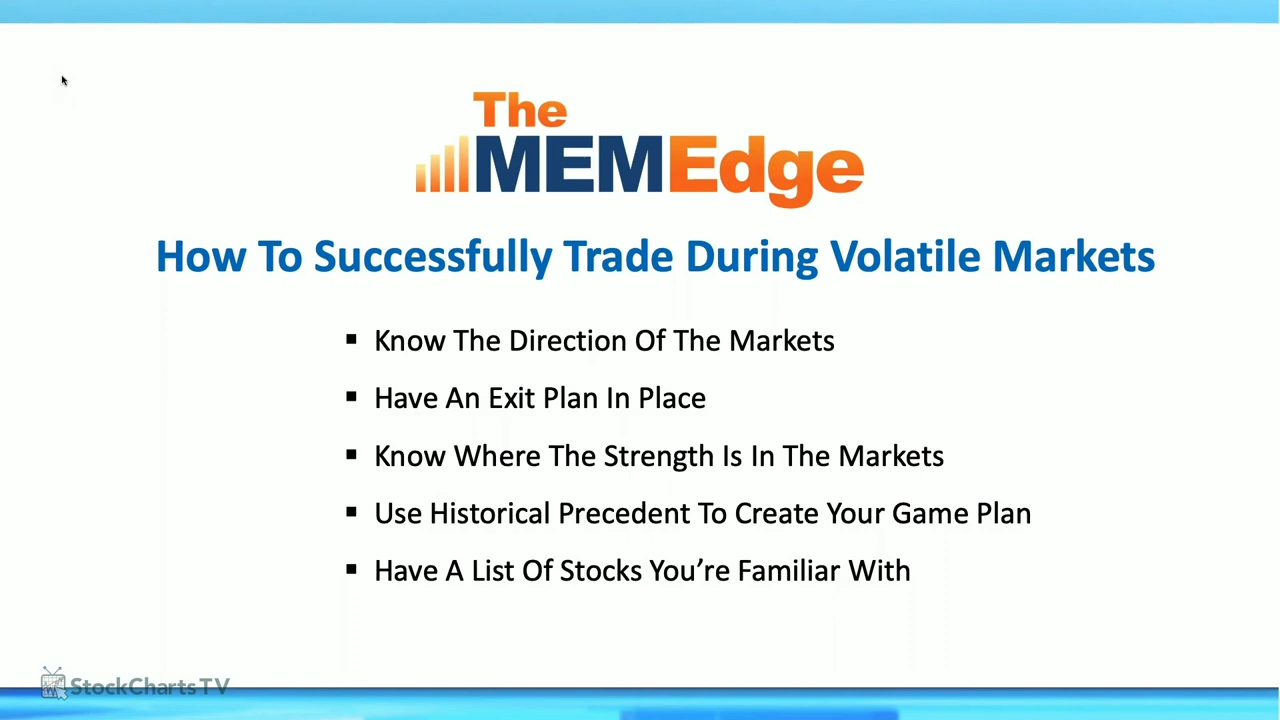 The
MEMEdge
How To Successfully Trade During Volatile Markets
▪ Know The Direction Of The Markets
▪ Have An Exit Plan In Place
▪ Know Where The Strength Is In The Markets
▪ Use Historical Precedent To Create Your Game Plan
▪ Have A List Of Stocks You’re Familiar With
StockChartsTV